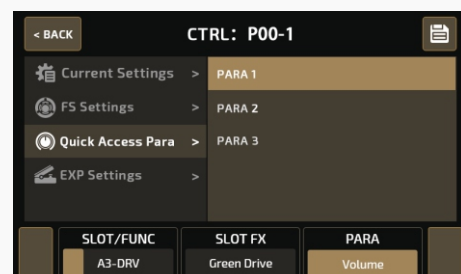 < BACK
CTRL: P00-1
Current Settings >
PARA 1
FS Settings >
PARA 2
Quick Access Para >
PARA 3
EXP Settings >
SLOT/FUNC
SLOT FX
PARA
A3-DRV
Green Drive
Volume